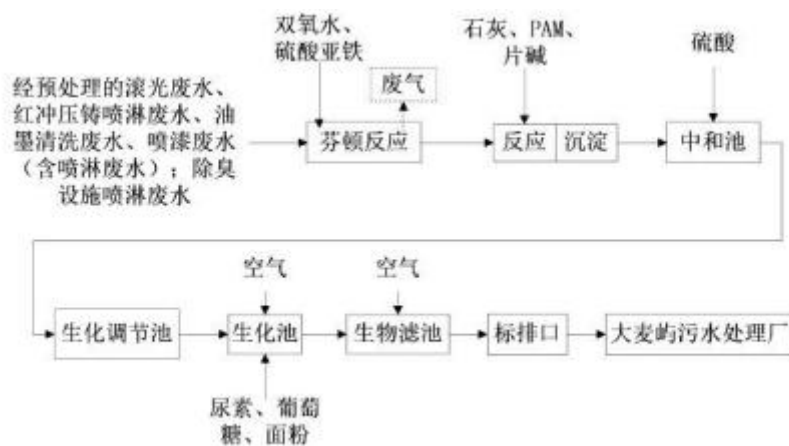 双氧水、
硫酸亚铁
石灰、PAM、
片碱
硫酸
废气
经预处理的滚光废水、
红冲压铸喷淋废水、油
墨清洗废水、喷漆废水
（含喷淋废水）；除臭
设施喷淋废水
芬顿反应
反应
沉淀
中和池
空气
空气
生化调节池
生化池
生物滤池
标排口
大麦屿污水处理厂
尿素、葡萄
糖、面粉